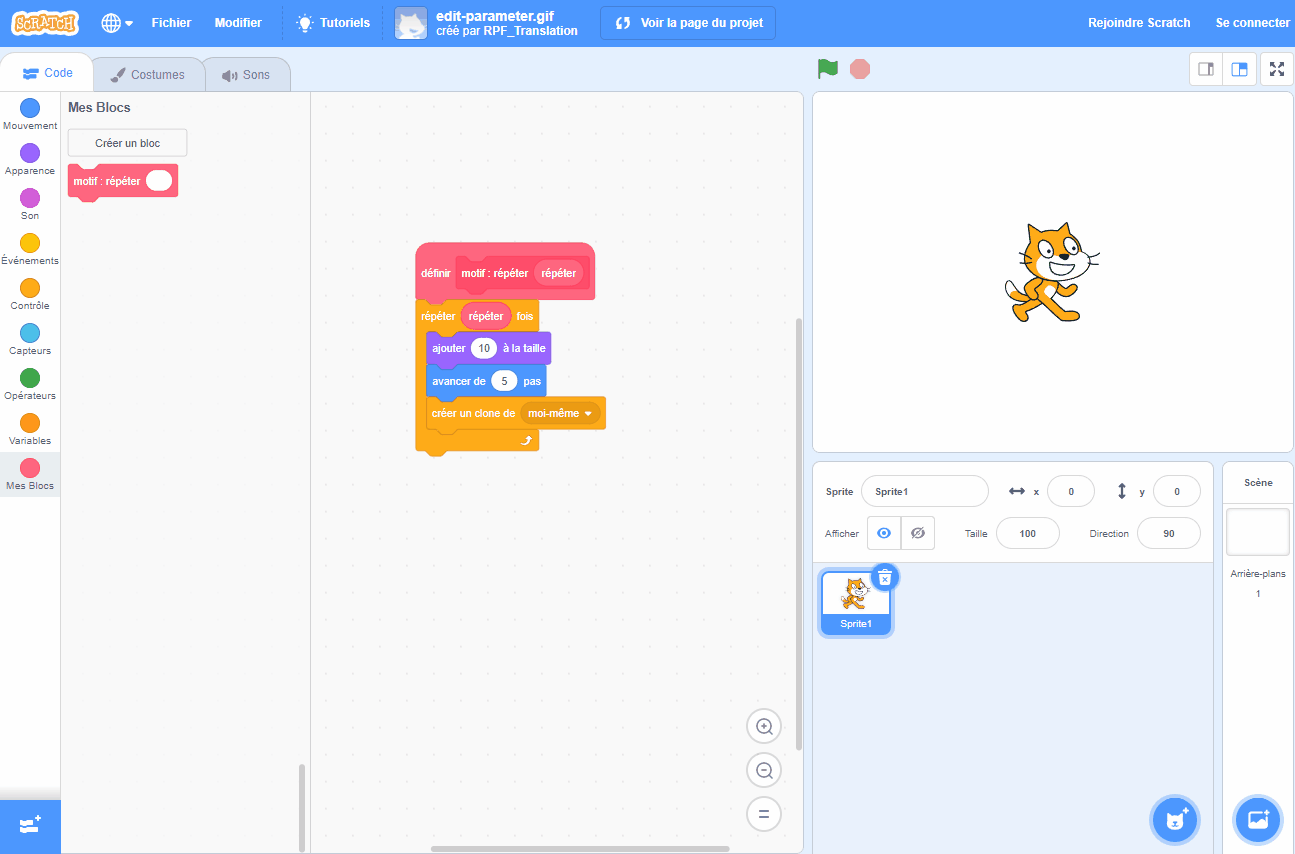 SCRATCH
Fichier
Modifier
Tutoriels
edit-parameter.gif
créé par RPF_Translation
Voir la page du projet
Rejoindre Scratch
Se connecter
Code
Costumes
Sons
Mouvement
Apparence
Son
Événements
Contrôle
Capteurs
Opérateurs
Variables
Mes Blocs
Mes Blocs
Créer un bloc
motif : répéter
définir motif : répéter répéter
répéter répéter fois
ajouter 10 à la taille
avancer de 5 pas
créer un clone de moi-même
Sprite Sprite1 x 0 y 0
Afficher Taille 100 Direction 90
Sprite1
Scène
Arrière-plans
1